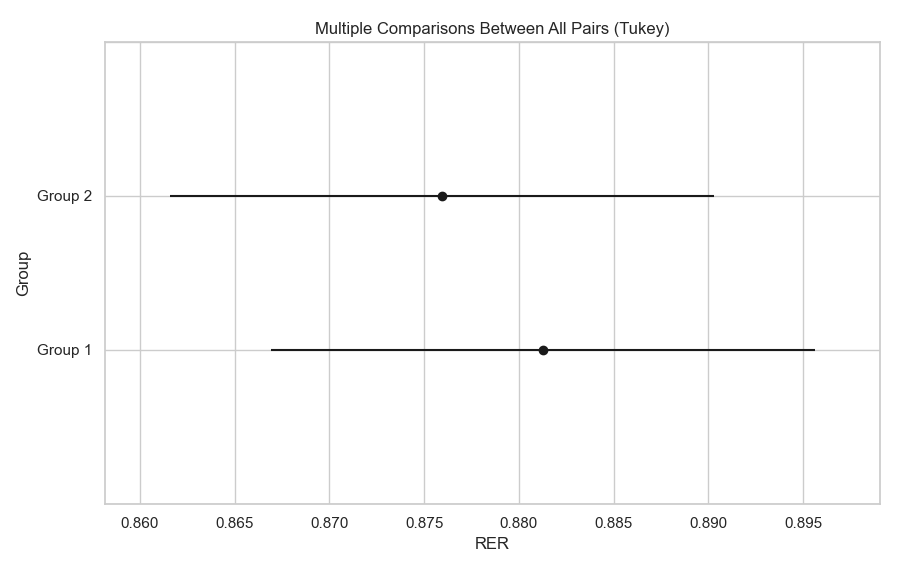 Multiple Comparisons Between All Pairs (Tukey)
Group 2
Group
Group 1
0.860 0.865 0.870 0.875 0.880 0.885 0.890 0.895
RER